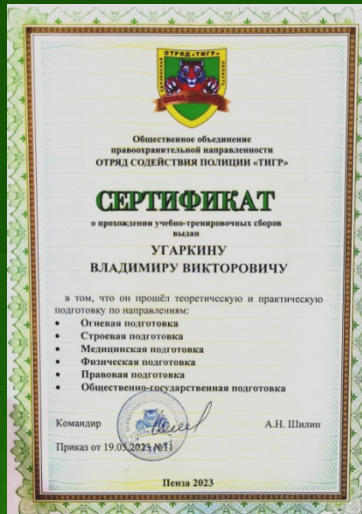 ОТРЯД «ТИГР»
Общественное объединение
правоохранительной направленности
ОТРЯД СОДЕЙСТВИЯ ПОЛИЦИИ «ТИГР»
СЕРТИФИКАТ
о прохождении учебно-тренировочных сборов
выдан
УГАРКИНУ
ВЛАДИМИРУ ВИКТОРОВИЧУ
в том, что он прошёл теоретическую и практическую
подготовку по направлениям:
• Огневая подготовка
• Строевая подготовка
• Медицинская подготовка
• Физическая подготовка
• Правовая подготовка
• Общественно-государственная подготовка
Командир А.Н. Шилин
Приказ от 19.05.2023 №11
Пенза 2023